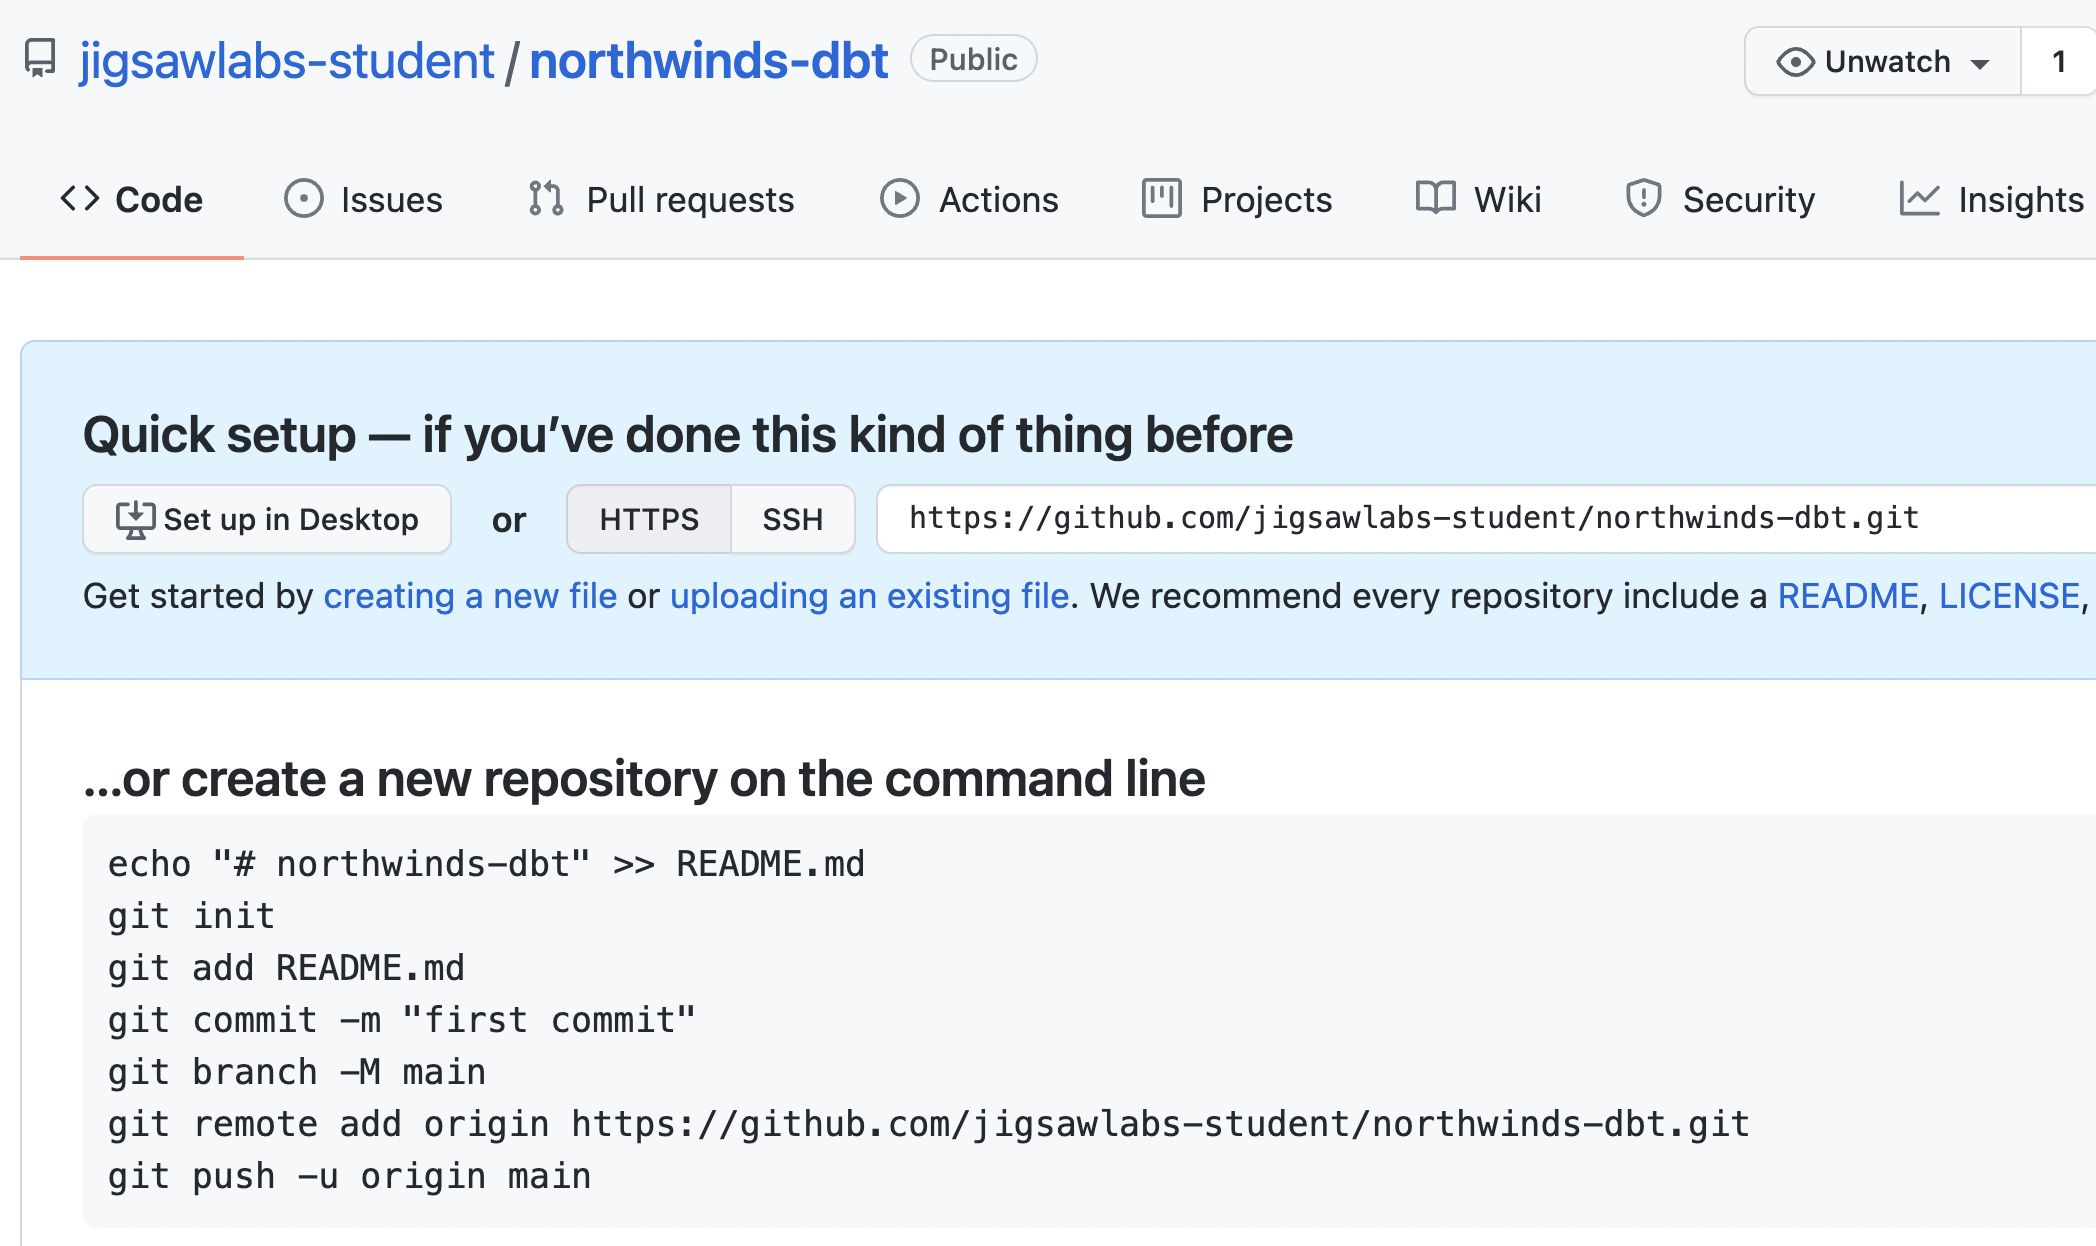 jigsawlabs-student / northwinds-dbt Public Unwatch 1
Code Issues Pull requests Actions Projects Wiki Security Insights
Quick setup — if you’ve done this kind of thing before
Set up in Desktop or HTTPS SSH https://github.com/jigsawlabs-student/northwinds-dbt.git
Get started by creating a new file or uploading an existing file. We recommend every repository include a README, LICENSE,
…or create a new repository on the command line
echo "# northwinds-dbt" >> README.md
git init
git add README.md
git commit -m "first commit"
git branch -M main
git remote add origin https://github.com/jigsawlabs-student/northwinds-dbt.git
git push -u origin main